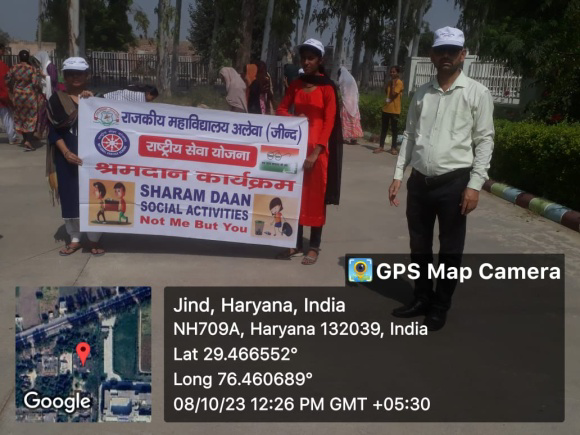 राजकीय महाविद्यालय अलेवा (जीन्द)
राष्ट्रीय सेवा योजना
श्रमदान कार्यक्रम
SHARAM DAAN
SOCIAL ACTIVITIES
Not Me But You
GPS Map Camera
Jind, Haryana, India
NH709A, Haryana 132039, India
Lat 29.466552°
Long 76.460689°
08/10/23 12:26 PM GMT +05:30
Google